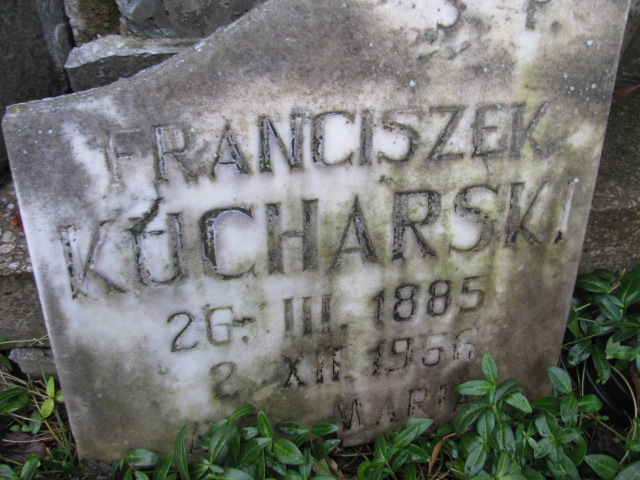 Ś. P.
FRANCISZEK
KUCHARSKI
26. III. 1885
2. XII. 1956
MARIA